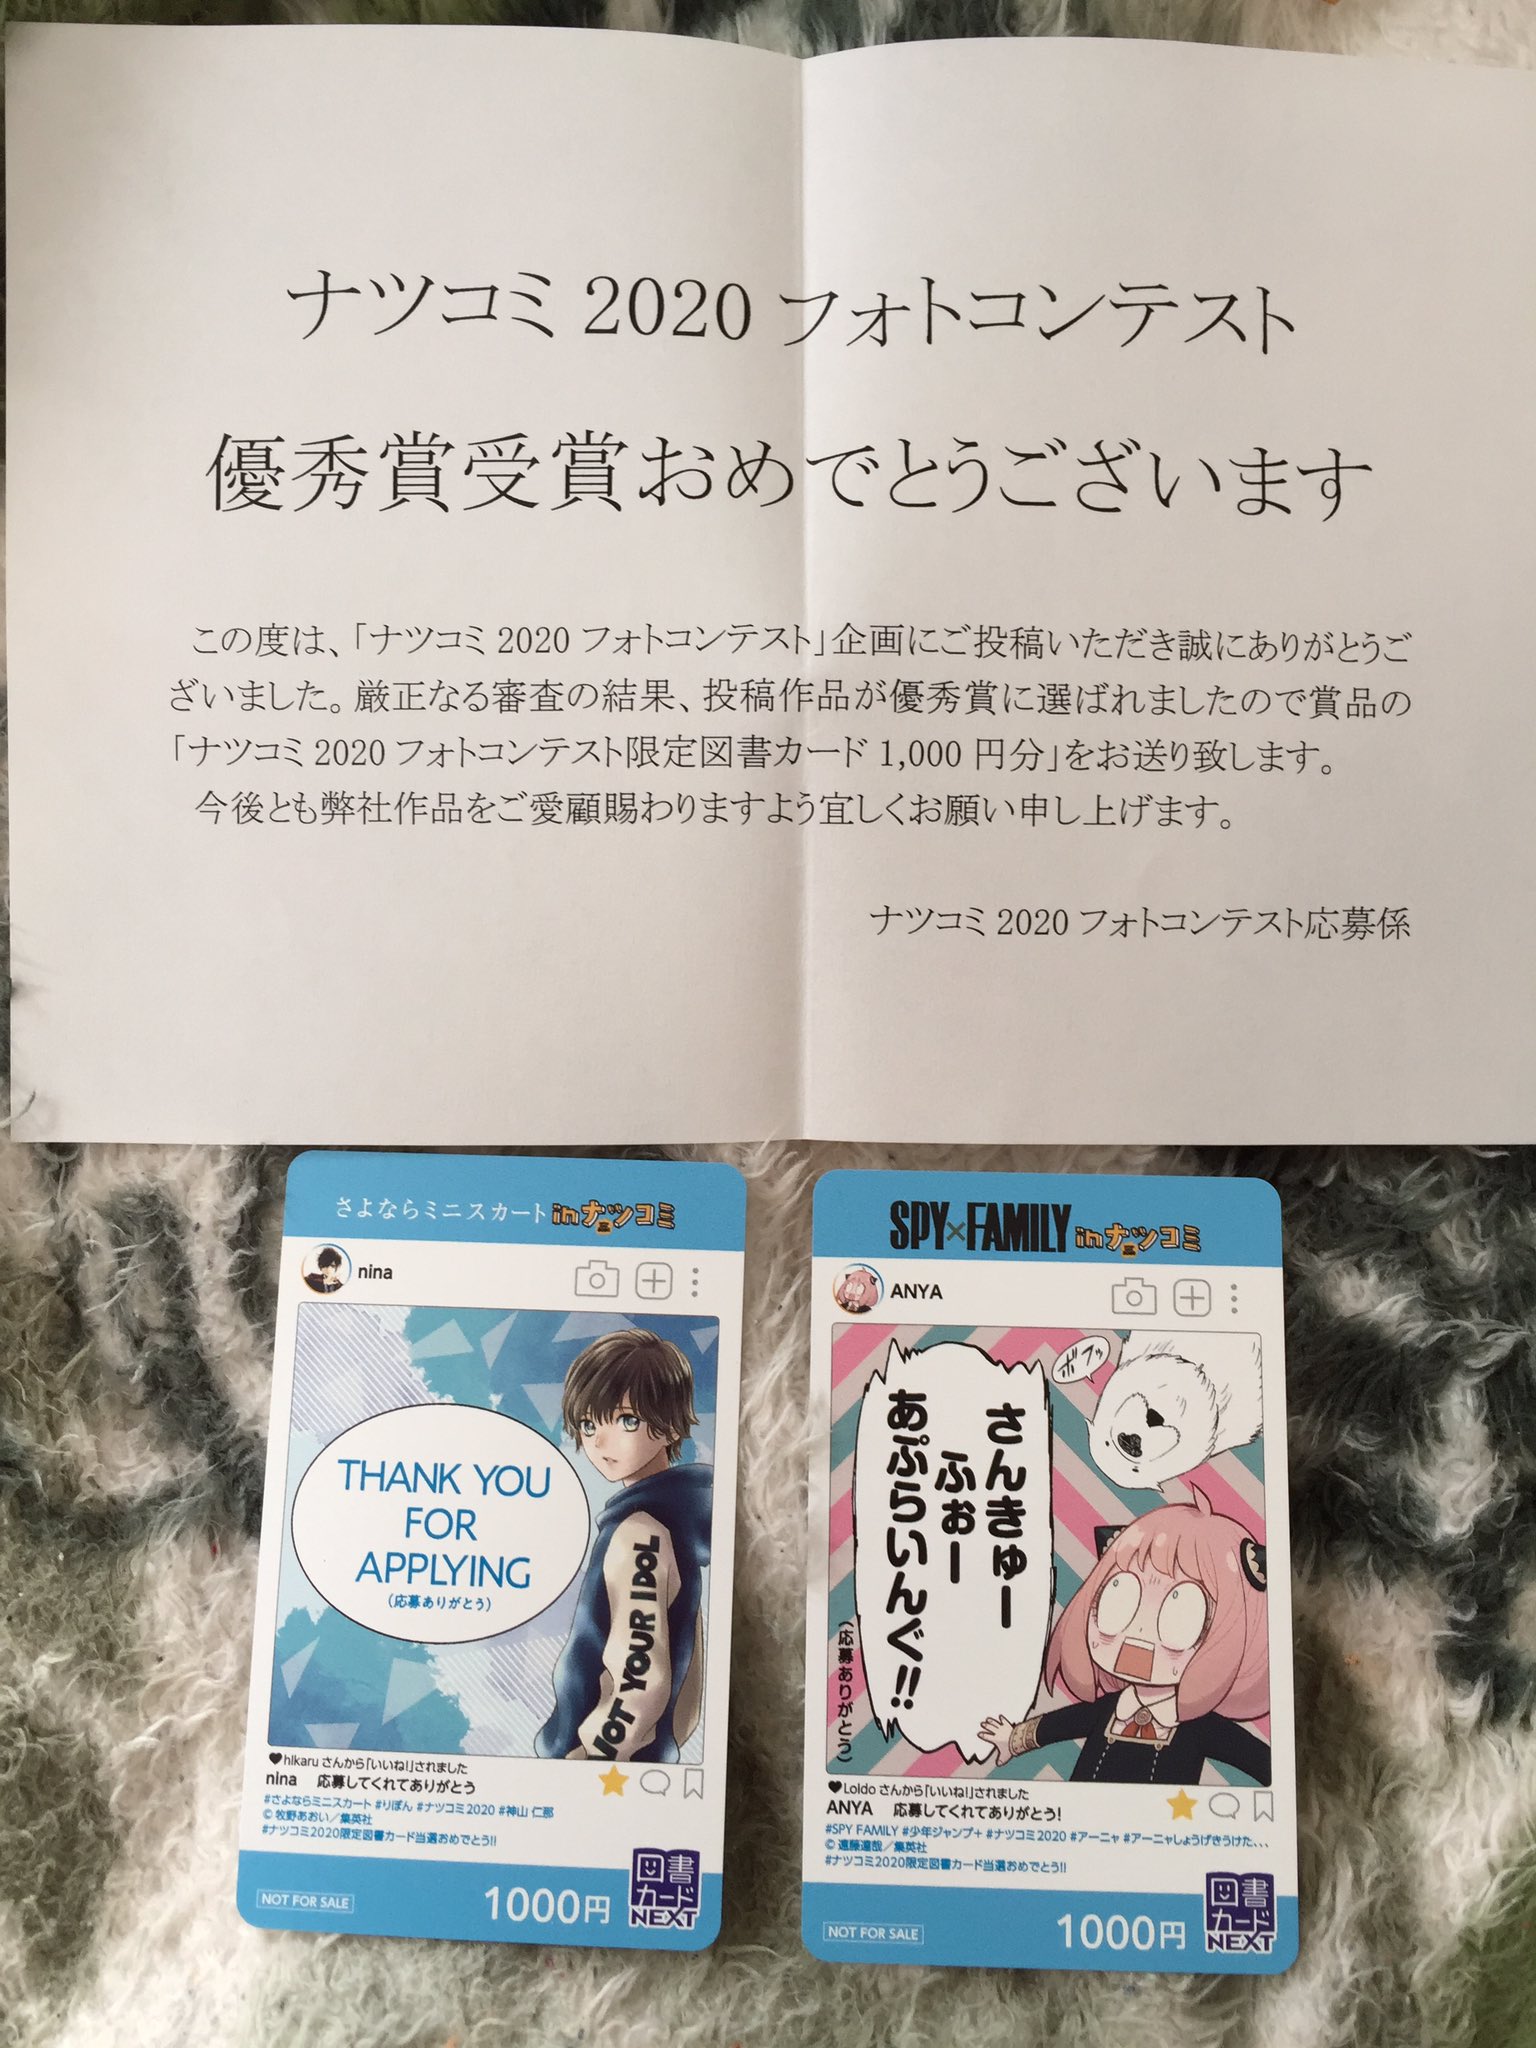 ナツコミ 2020 フォトコンテスト
優秀賞受賞おめでとうございます
この度は、「ナツコミ 2020 フォトコンテスト」企画にご投稿いただき誠にありがとうご
ざいました。厳正なる審査の結果、投稿作品が優秀賞に選ばれましたので賞品の
「ナツコミ 2020 フォトコンテスト限定図書カード 1,000 円分」をお送り致します。
今後とも弊社作品をご愛顧賜わりますよう宜しくお願い申し上げます。
ナツコミ 2020 フォトコンテスト応募係
さよならミニスカート inナツコミ
nina
THANK YOU
FOR
APPLYING
(応募ありがとう)
NOT YOUR IDOL
♥hikaru さんから「いいね!」されました
nina 応募してくれてありがとう
#さよならミニスカート #りぼん #ナツコミ2020 #神山 仁那
© 牧野あおい／集英社
#ナツコミ2020限定図書カード当選おめでとう!!
NOT FOR SALE
1000円
図書
カード
NEXT
SPY×FAMILY inナツコミ
ANYA
ボフッ
さんきゅー
ふぉー
あぷらいんぐ!!
(応募ありがとう)
♥Loldo さんから「いいね!」されました
ANYA 応募してくれてありがとう!
#SPY FAMILY #少年ジャンプ+ #ナツコミ2020 #アーニャ #アーニャしょうげきうけた…
© 遠藤達哉／集英社
#ナツコミ2020限定図書カード当選おめでとう!!
NOT FOR SALE
1000円
図書
カード
NEXT